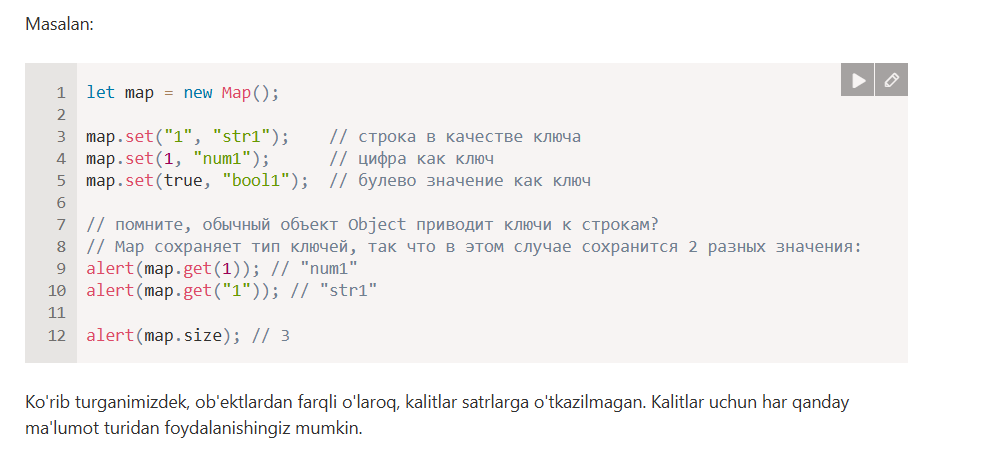 Masalan:
1 let map = new Map();
2
3 map.set("1", "str1");    // строка в качестве ключа
4 map.set(1, "num1");      // цифра как ключ
5 map.set(true, "bool1");  // булево значение как ключ
6
7 // помните, обычный объект Object приводит ключи к строкам?
8 // Map сохраняет тип ключей, так что в этом случае сохранится 2 разных значения:
9 alert(map.get(1)); // "num1"
10 alert(map.get("1")); // "str1"
11
12 alert(map.size); // 3
Ko'rib turganimizdek, ob'ektlardan farqli o'laroq, kalitlar satrlarga o'tkazilmagan. Kalitlar uchun har qanday
ma'lumot turidan foydalanishingiz mumkin.